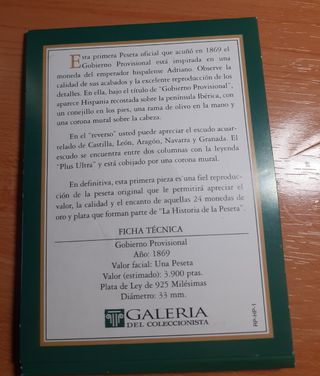 Esta primera Peseta oficial que acuñó en 1869 el
Gobierno Provisional está inspirada en una
moneda del emperador hispalense Adriano. Observe la
calidad de sus acabados y la excelente reproducción de los
detalles. En ella, bajo el título de "Gobierno Provisional",
aparece Hispania recostada sobre la península Ibérica, con
un conejillo en los pies, una rama de olivo en la mano y
una corona mural sobre la cabeza.
En el "reverso" usted puede apreciar el escudo acuar-
telado de Castilla, León, Aragón, Navarra y Granada. El
escudo se encuentra entre dos columnas con la leyenda
"Plus Ultra" y está cobijado por una corona mural.
En definitiva, esta primera pieza es una fiel reproduc-
ción de la peseta original que le permitirá apreciar el
valor, la calidad y el encanto de aquellas 24 monedas de
oro y plata que forman parte de "La Historia de la Peseta".
FICHA TÉCNICA
Gobierno Provisional
Año: 1869
Valor facial: Una Peseta
Valor (estimado): 3.900 ptas.
Plata de Ley de 925 Milésimas
Diámetro: 33 mm.
GALERIA
DEL COLECCIONISTA
HP-HP-1